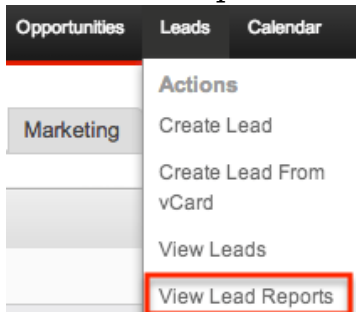 Opportunities Leads Calendar
Actions
Marketing Create Lead
Create Lead From
vCard
View Leads
View Lead Reports